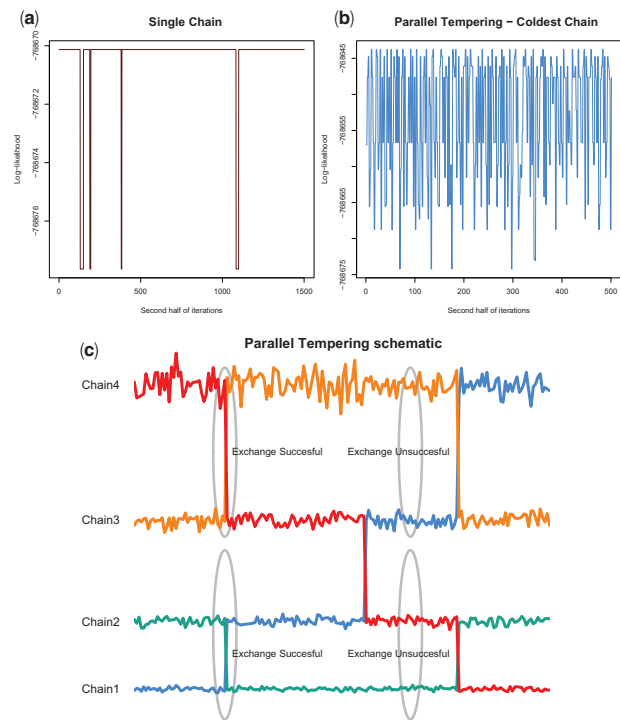 (a)
Single Chain
Log−likelihood
−768670
−768672
−768674
−768676
0
500
1000
1500
Second half of iterations
(b)
Parallel Tempering − Coldest Chain
Log−likelihood
−768645
−768655
−768665
−768675
0
100
200
300
400
500
Second half of iterations
(c)
Parallel Tempering schematic
Chain4
Exchange Succesful
Exchange Unsuccesful
Chain3
Chain2
Exchange Succesful
Exchange Unsuccesful
Chain1